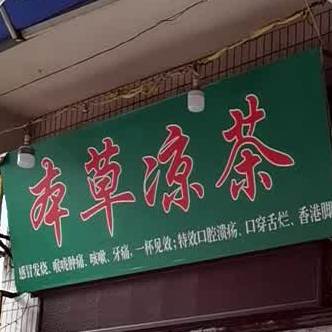 本草凉茶
感冒发烧、喉咙肿痛、咳嗽、牙痛，一杯见效；特效口腔溃疡、口穿舌烂、香港脚